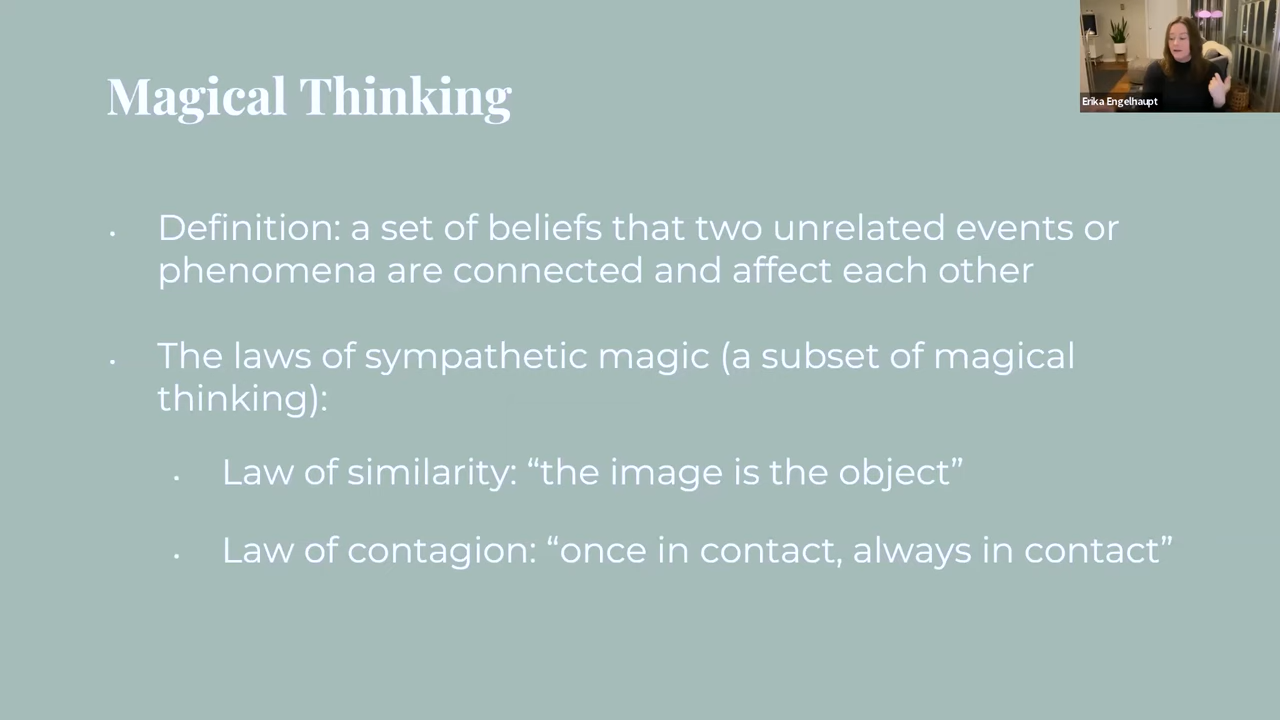 Magical Thinking
Erika Engelhaupt
· Definition: a set of beliefs that two unrelated events or
phenomena are connected and affect each other
· The laws of sympathetic magic (a subset of magical
thinking):
· Law of similarity: “the image is the object”
· Law of contagion: “once in contact, always in contact”